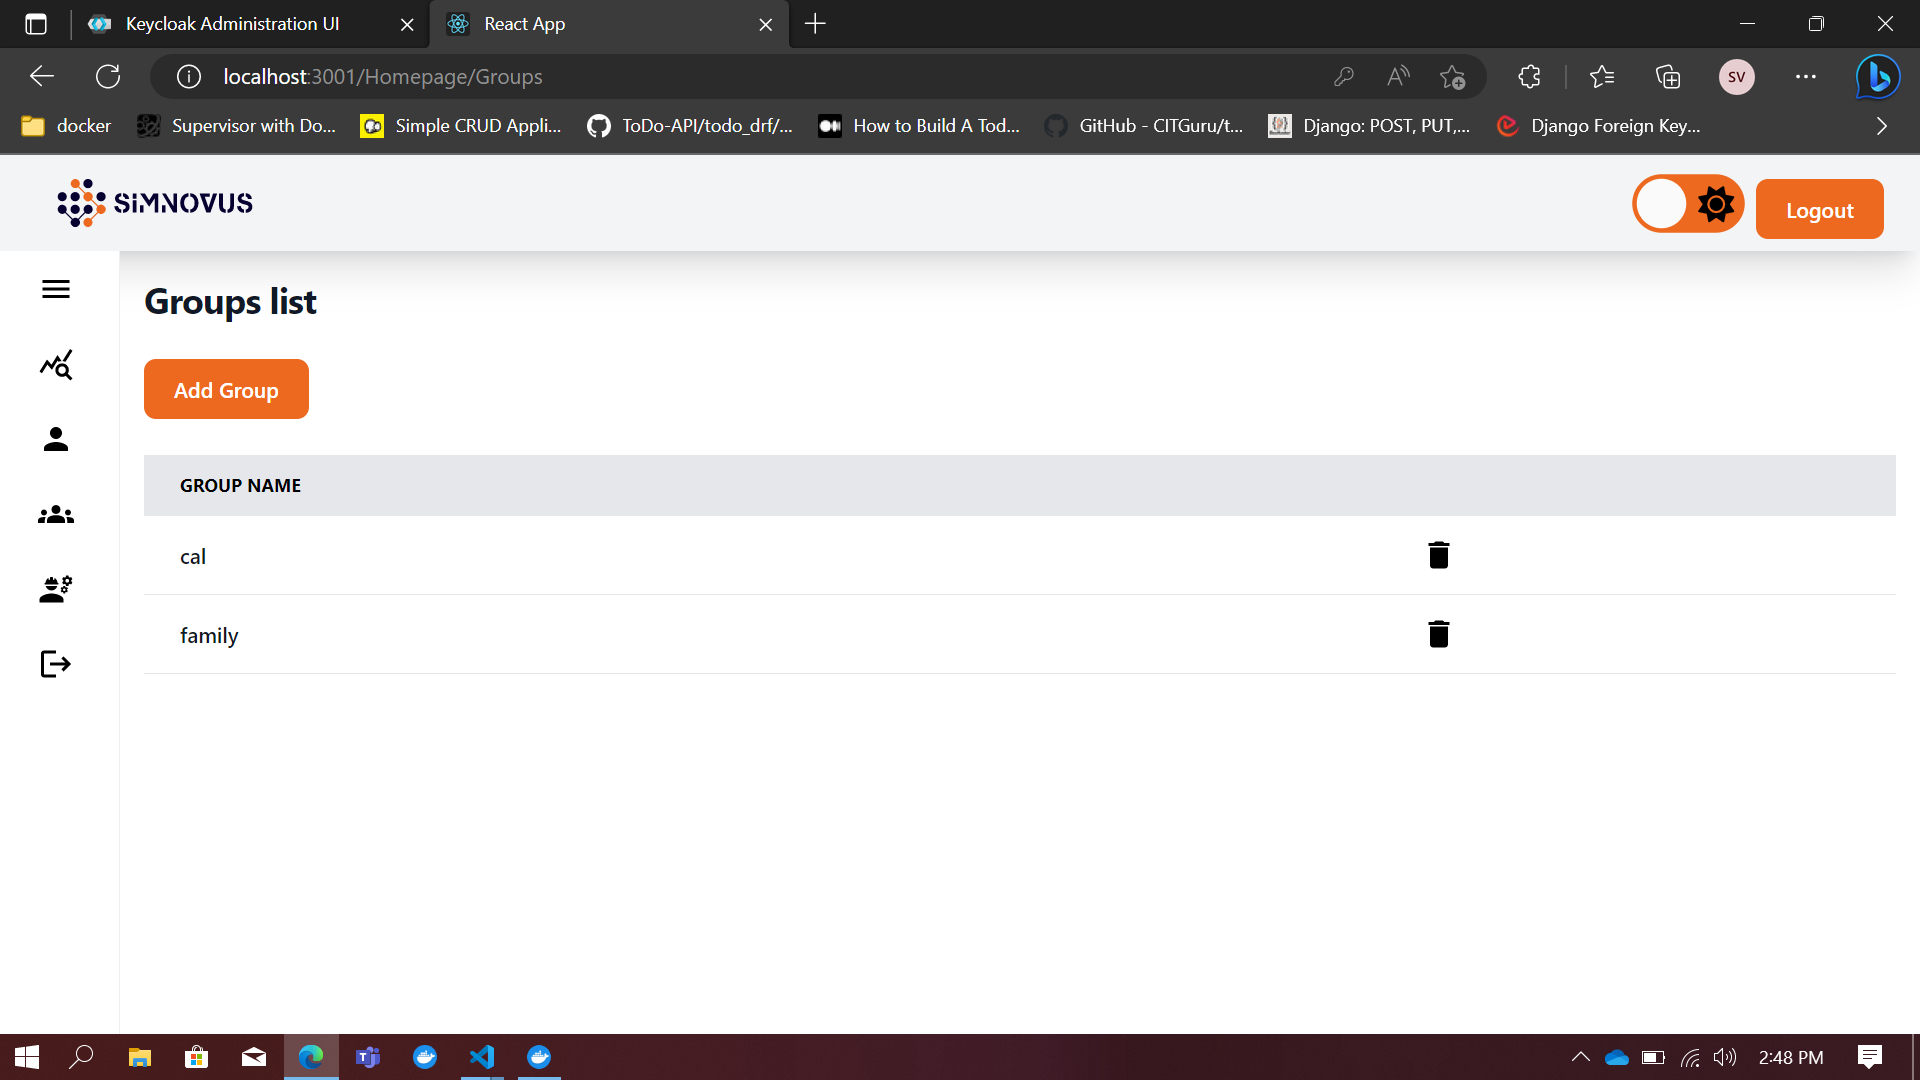 Keycloak Administration UI
React App
localhost:3001/Homepage/Groups
SV
docker
Supervisor with Do...
Simple CRUD Appli...
ToDo-API/todo_drf/...
How to Build A Tod...
GitHub - CITGuru/t...
Django: POST, PUT,...
Django Foreign Key...
SiMNOVUS
Logout
Groups list
Add Group
GROUP NAME
cal
family
2:48 PM